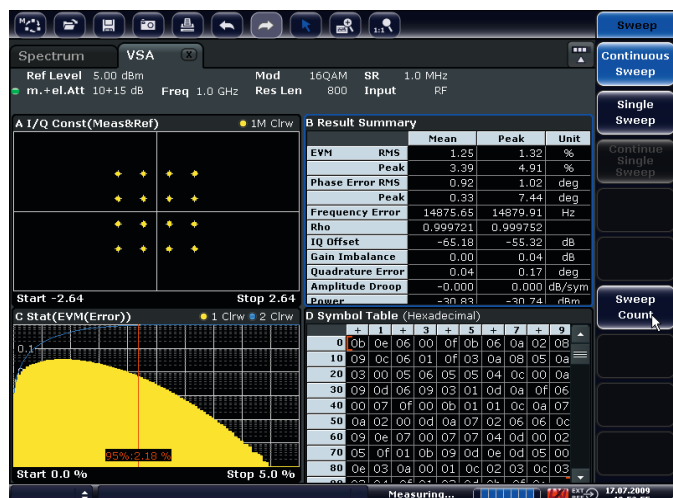 Sweep
Spectrum VSA
Ref Level 5.00 dBm Mod 16QAM SR 1.0 MHz
m.+el.Att 10+15 dB Freq 1.0 GHz Res Len 800 Input RF
Continuous Sweep
Single Sweep
Continue Single Sweep
Sweep Count
A I/Q Const(Meas&Ref) 1M Clrw
Start -2.64 Stop 2.64
B Result Summary
Mean Peak Unit
EVM RMS 1.25 1.32 %
Peak 3.39 4.91 %
Phase Error RMS 0.92 1.02 deg
Peak 0.33 7.44 deg
Frequency Error 14875.65 14879.91 Hz
Rho 0.999721 0.999752
IQ Offset -65.18 -55.32 dB
Gain Imbalance 0.00 0.04 dB
Quadrature Error 0.04 0.17 deg
Amplitude Droop -0.000 0.000 dB/sym
Power -30.83 -30.74 dBm
C Stat(EVM(Error)) 1 Clrw 2 Clrw
0.1
95%:2.18 %
Start 0.0 % Stop 5.0 %
D Symbol Table (Hexadecimal)
+ 1 + 3 + 5 + 7 + 9
0 0b 0e 06 00 0f 0b 06 0a 02 08
10 09 0c 06 01 0f 03 0a 08 05 0a
20 03 00 05 06 05 05 04 0c 00 0a
30 09 0d 06 09 03 01 0d 0a 0f 06
40 00 07 0f 00 0b 01 01 0c 0a 07
50 0a 02 00 0d 0a 07 02 06 06 0c
60 09 0e 07 00 07 07 04 0d 00 02
70 05 0f 01 0b 09 0d 0e 0d 05 00
80 0e 03 0a 00 01 0c 02 03 0c 03
Measuring... EXT 17.07.2009